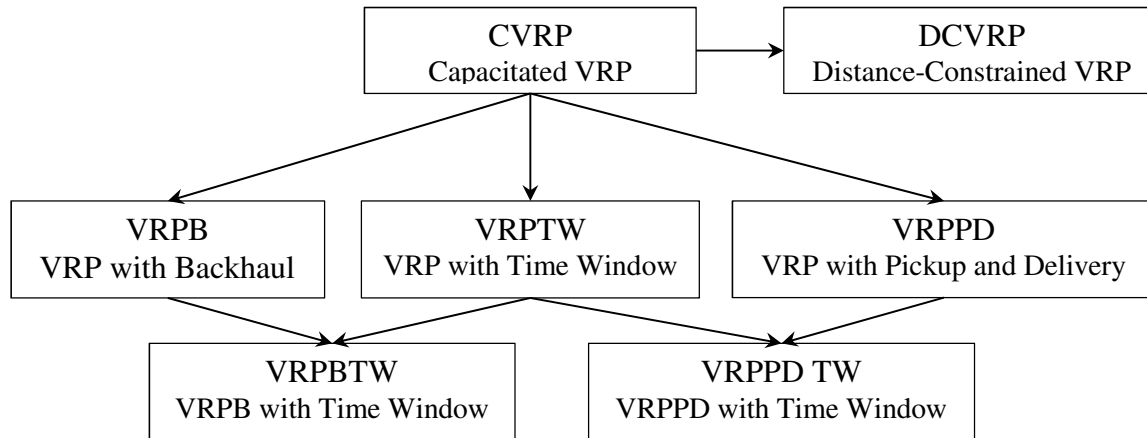 CVRP
Capacitated VRP
DCVRP
Distance-Constrained VRP
VRPB
VRP with Backhaul
VRPTW
VRP with Time Window
VRPPD
VRP with Pickup and Delivery
VRPBTW
VRPB with Time Window
VRPPD TW
VRPPD with Time Window